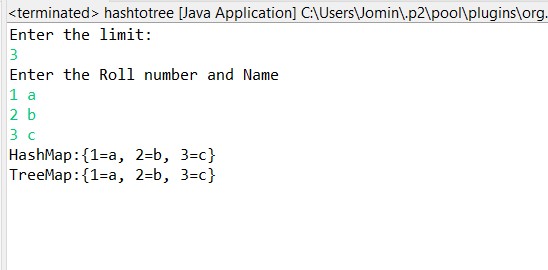 <terminated> hashtotree [Java Application] C:\Users\Jomin\.p2\pool\plugins\org.
Enter the limit:
3
Enter the Roll number and Name
1 a
2 b
3 c
HashMap:{1=a, 2=b, 3=c}
TreeMap:{1=a, 2=b, 3=c}